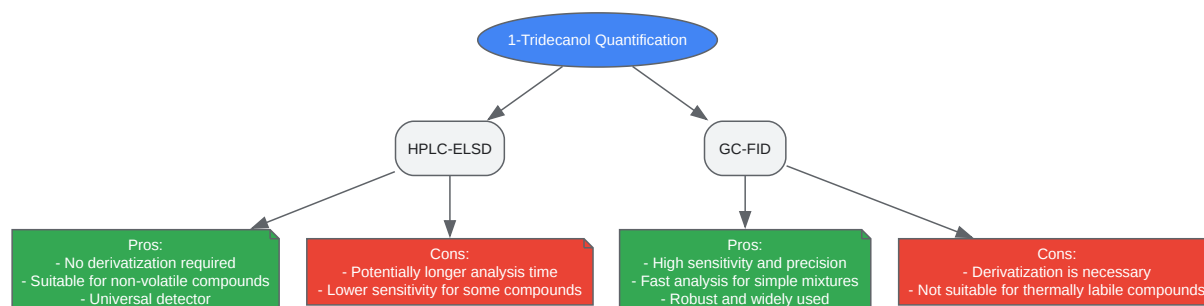 1-Tridecanol Quantification
HPLC-ELSD
GC-FID
Pros:
- No derivatization required
- Suitable for non-volatile compounds
- Universal detector
Cons:
- Potentially longer analysis time
- Lower sensitivity for some compounds
Pros:
- High sensitivity and precision
- Fast analysis for simple mixtures
- Robust and widely used
Cons:
- Derivatization is necessary
- Not suitable for thermally labile compounds